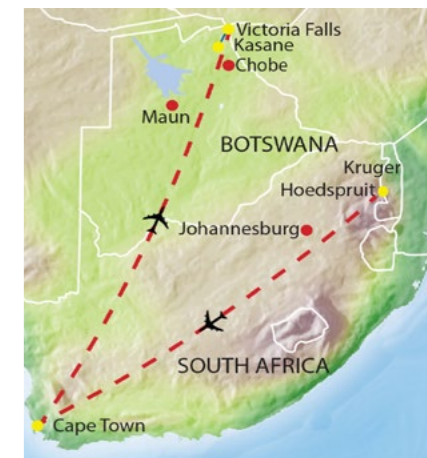 Victoria Falls
Kasane
Chobe
Maun
BOTSWANA
Kruger
Hoedspruit
Johannesburg
SOUTH AFRICA
Cape Town